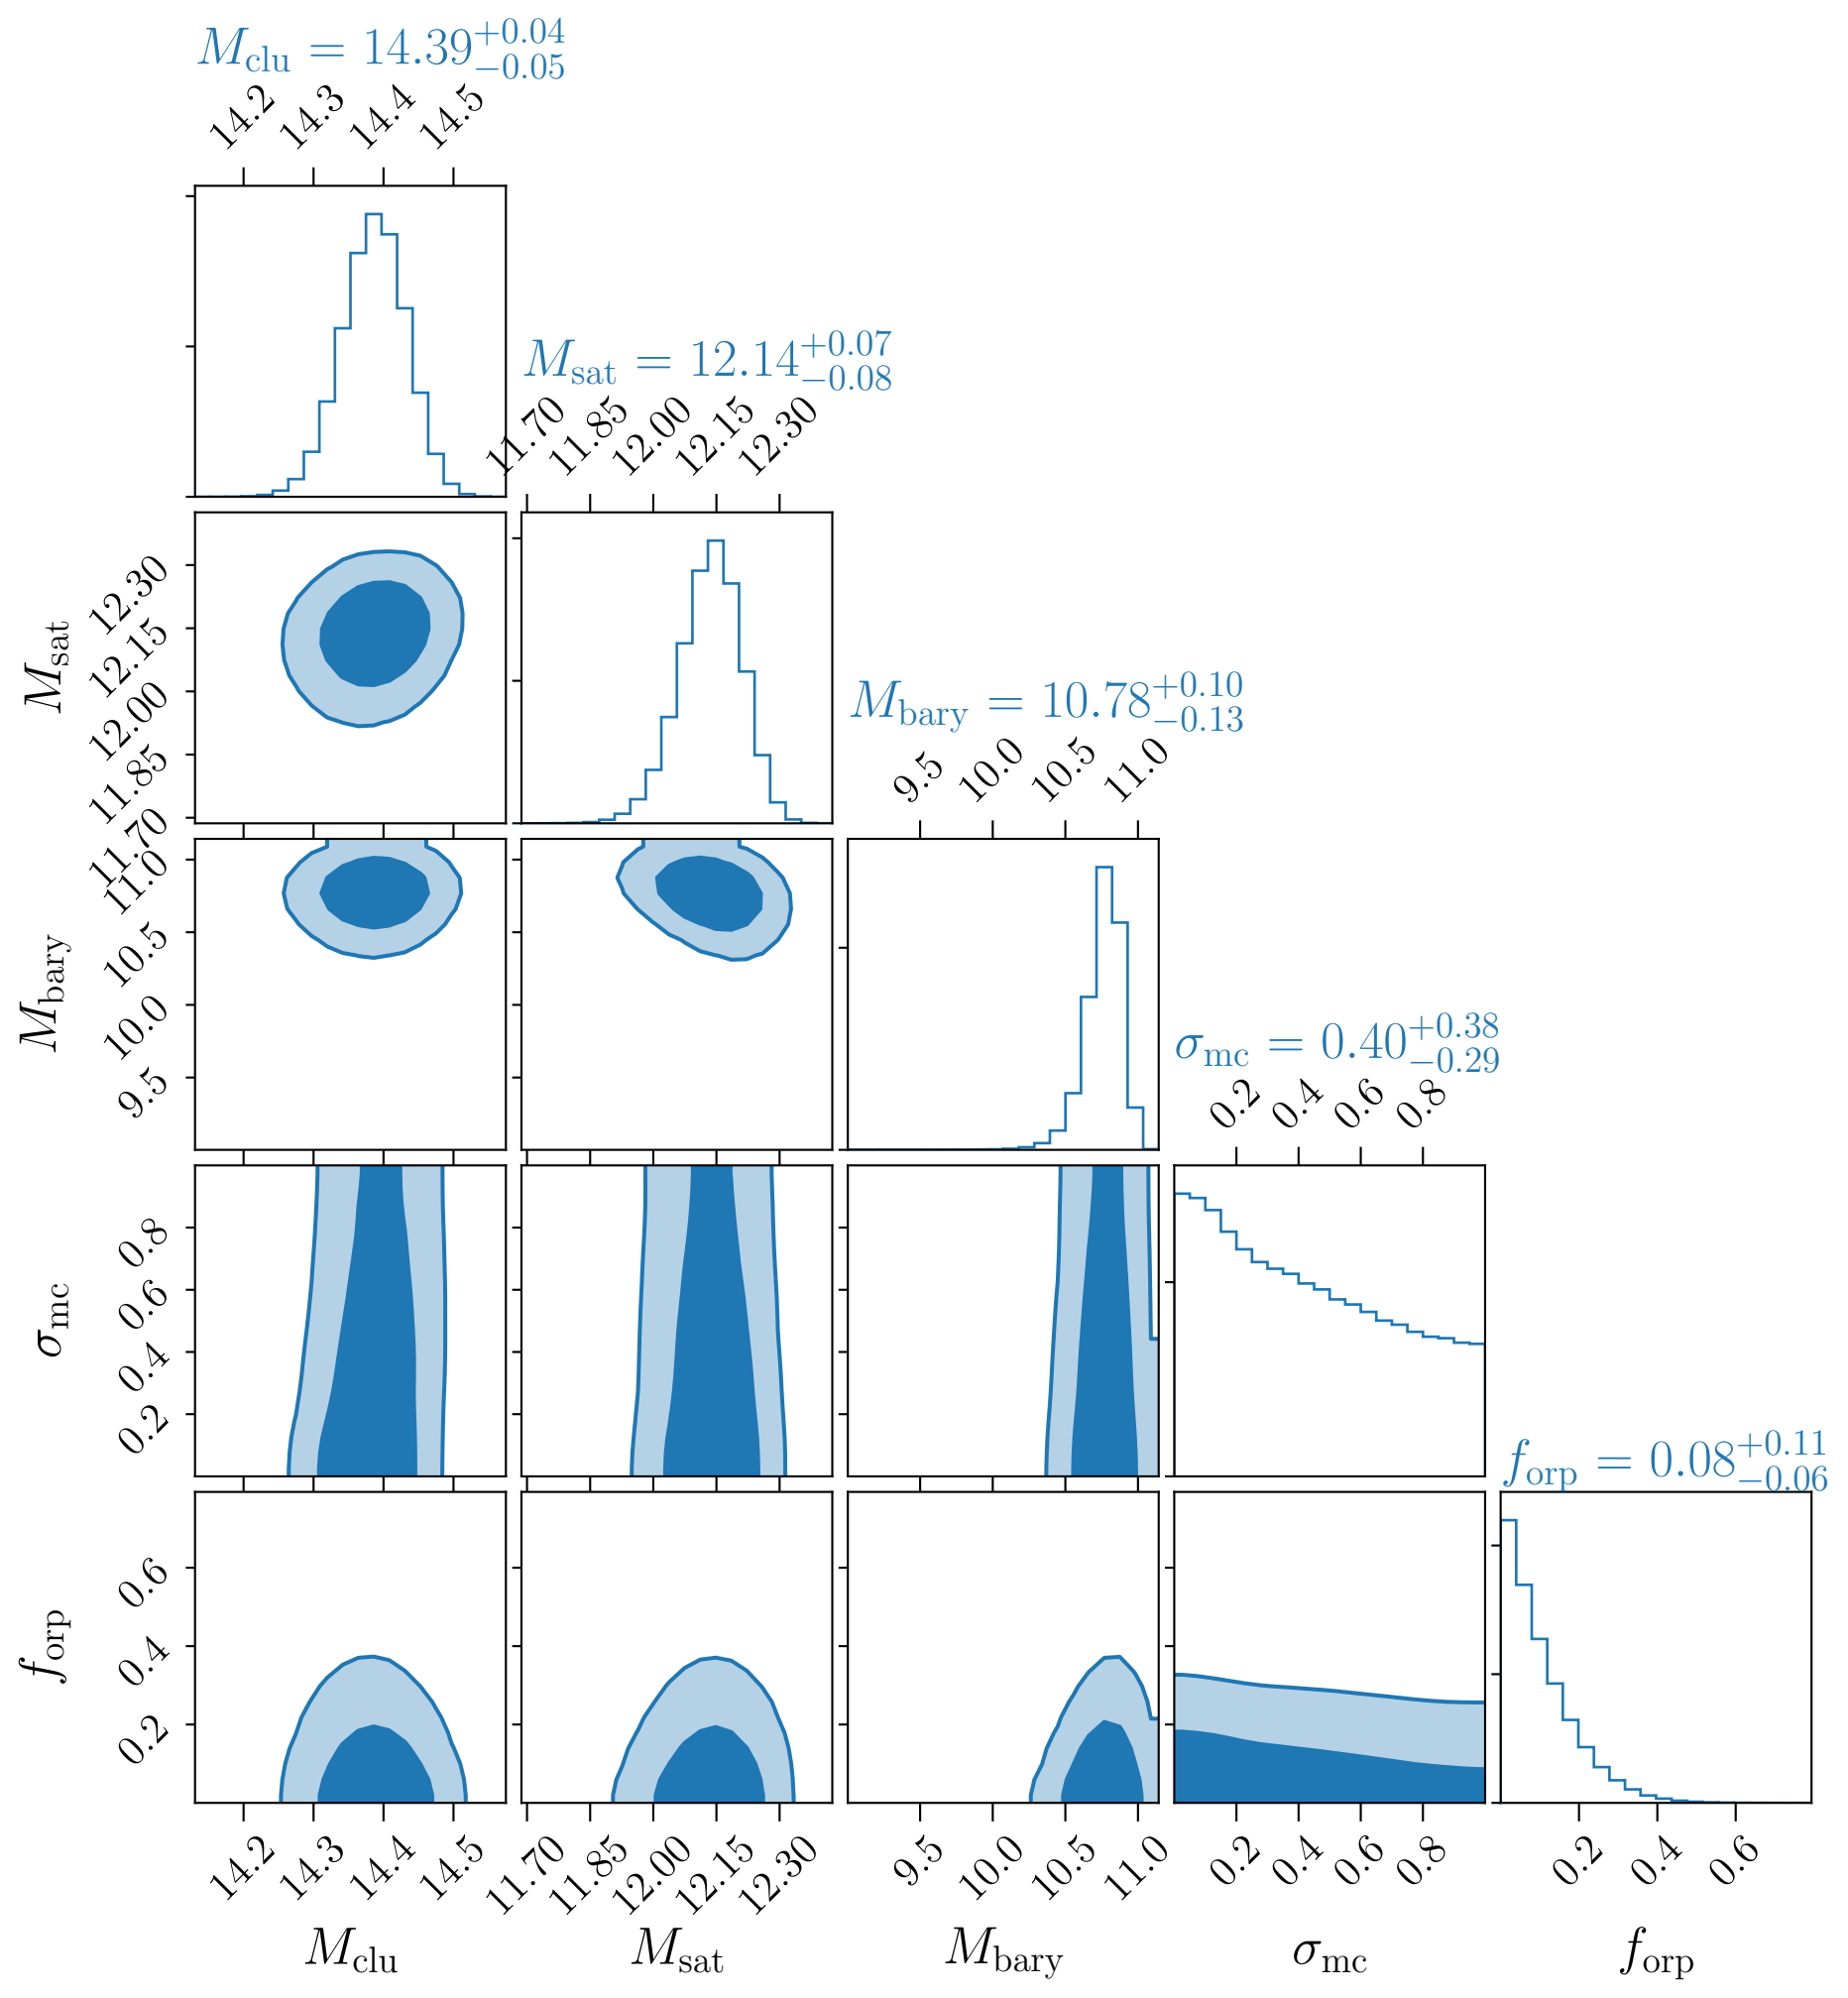 M_clu = 14.39^{+0.04}_{-0.05}
14.2 14.3 14.4 14.5
M_sat = 12.14^{+0.07}_{-0.08}
11.70 11.85 12.00 12.15 12.30
M_sat
12.30
12.15
12.00
11.85
11.70
M_bary = 10.78^{+0.10}_{-0.13}
9.5 10.0 10.5 11.0
M_bary
11.0
10.5
10.0
9.5
σ_mc = 0.40^{+0.38}_{-0.29}
0.2 0.4 0.6 0.8
σ_mc
0.8
0.6
0.4
0.2
f_orp = 0.08^{+0.11}_{-0.06}
f_orp
0.6
0.4
0.2
14.2 14.3 14.4 14.5 11.70 11.85 12.00 12.15 12.30 9.5 10.0 10.5 11.0 0.2 0.4 0.6 0.8 0.2 0.4 0.6
M_clu M_sat M_bary σ_mc f_orp